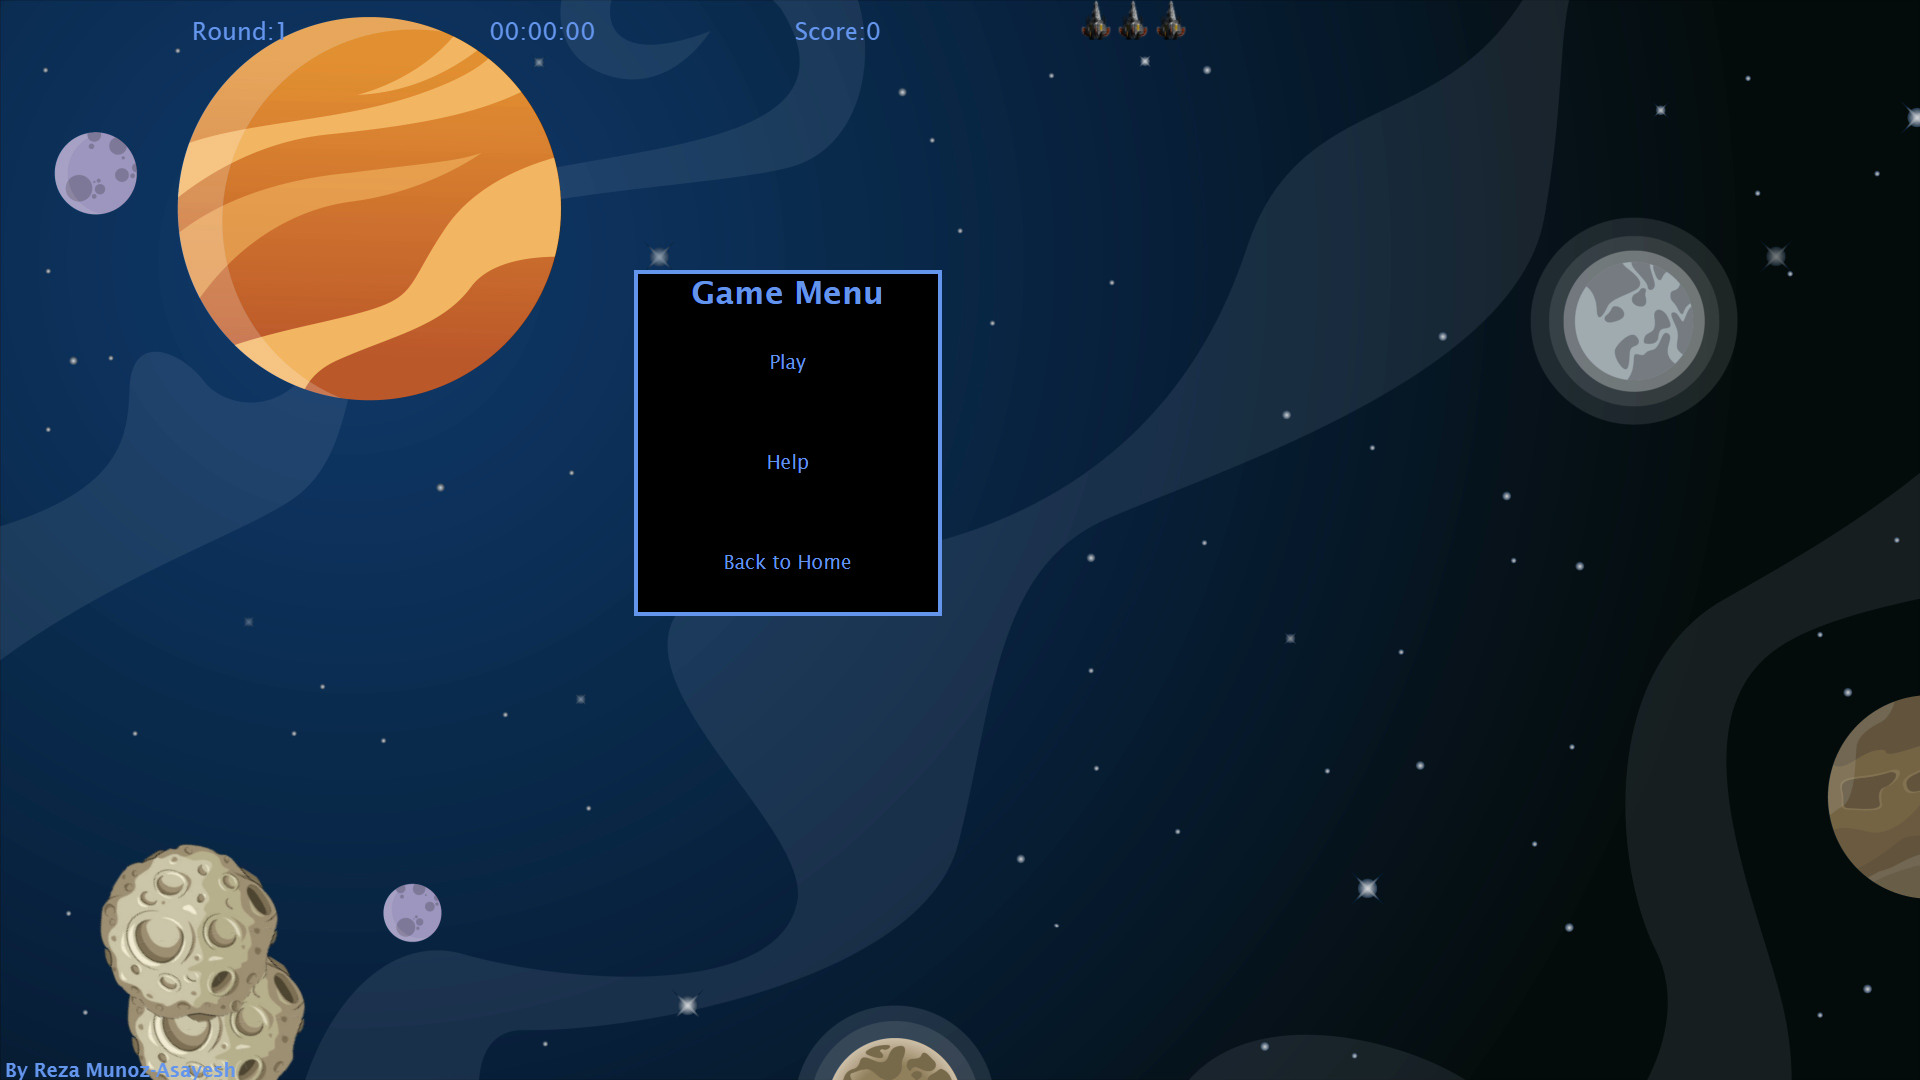 Round:1 00:00:00 Score:0
Game Menu
Play
Help
Back to Home
By Reza Munoz-Asayesh